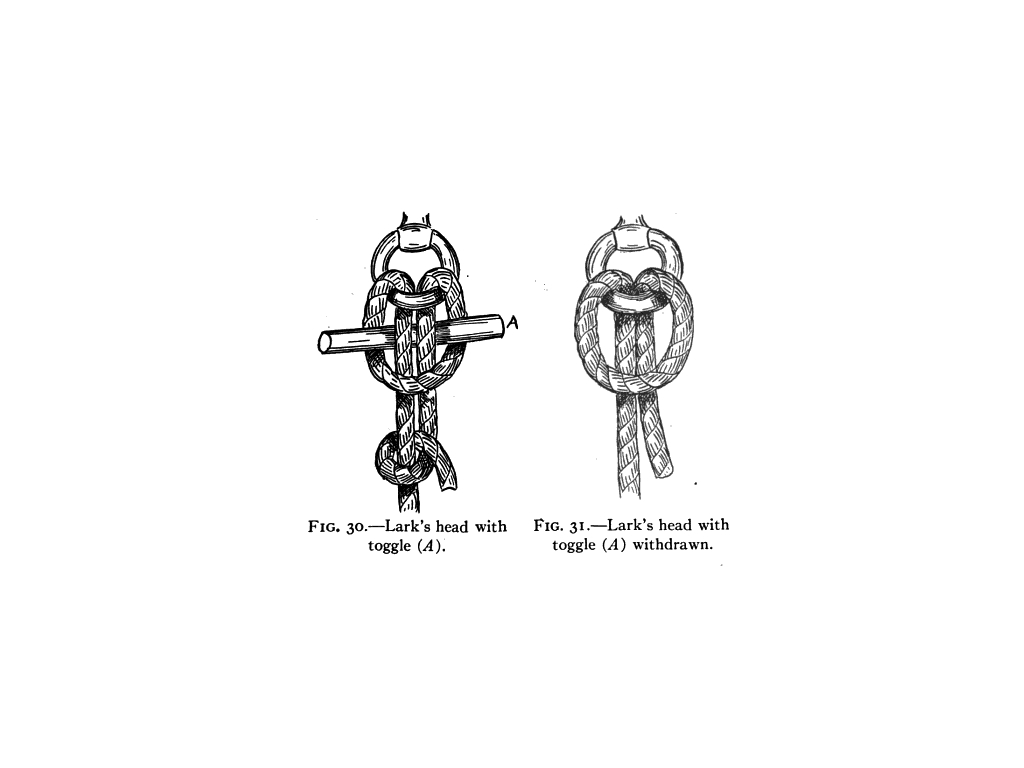 A
FIG. 30.—Lark's head with
toggle (A).
FIG. 31.—Lark's head with
toggle (A) withdrawn.